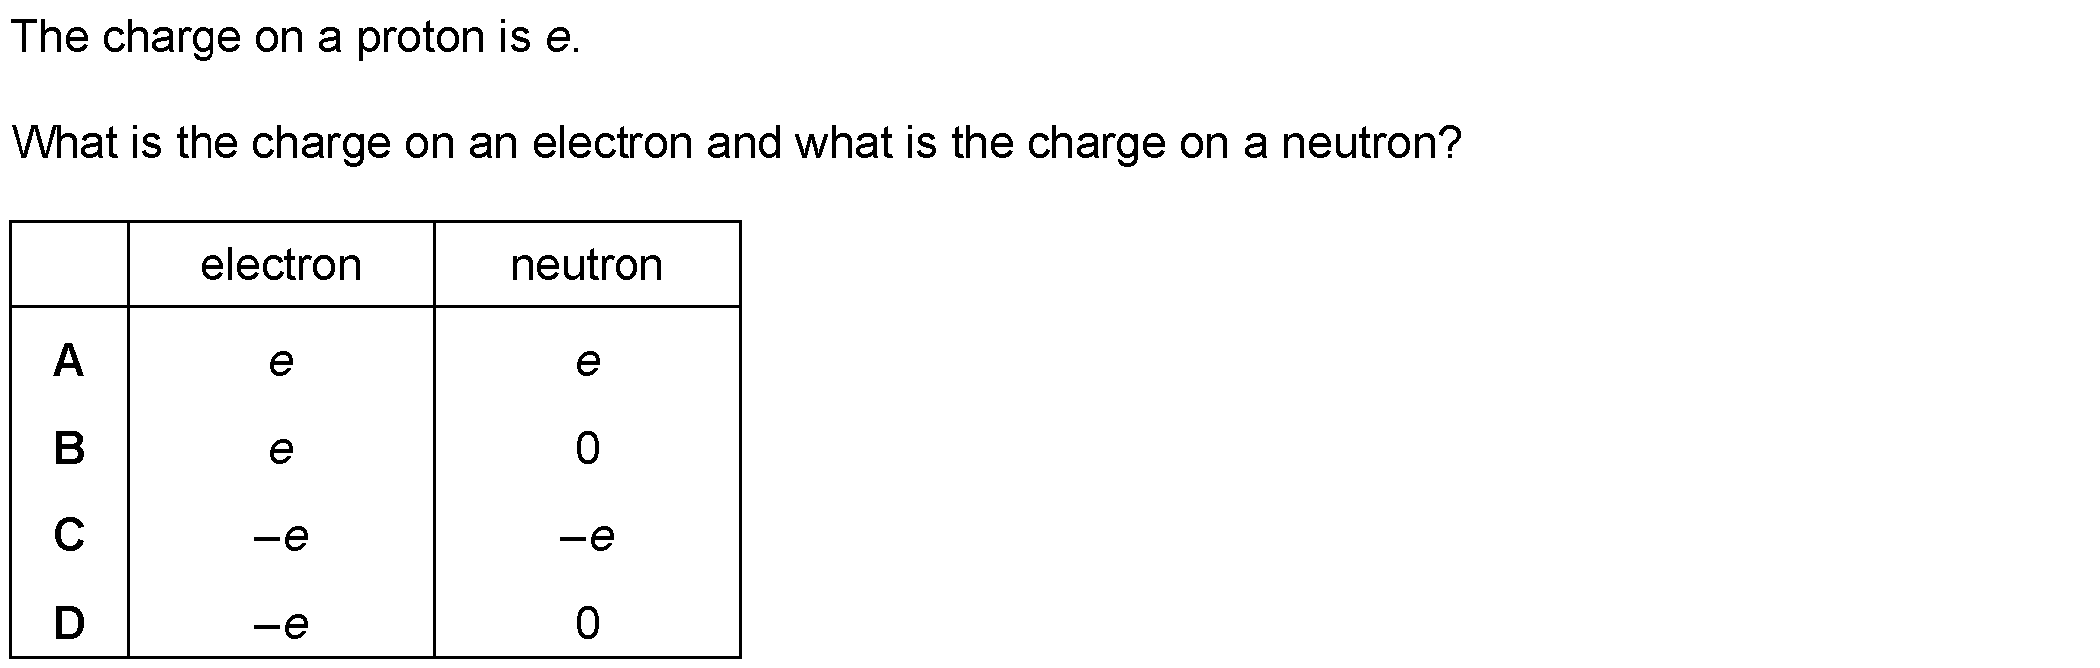 The charge on a proton is e.
What is the charge on an electron and what is the charge on a neutron?
electron neutron
A e e
B e 0
C –e –e
D –e 0